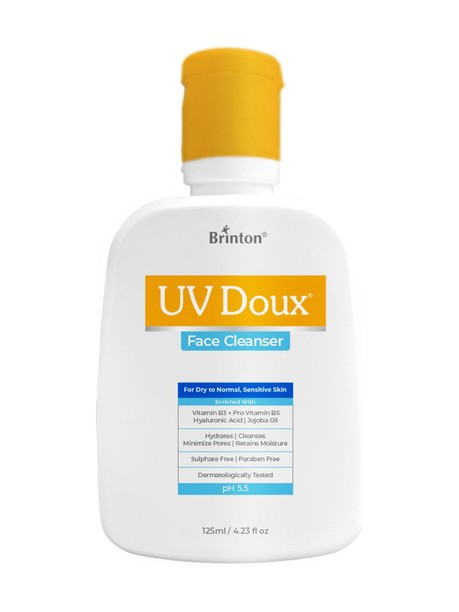 Brinton®
UV Doux®
Face Cleanser
For Dry to Normal, Sensitive Skin
Enriched With
Vitamin B3 + Pro Vitamin B5
Hyaluronic Acid | Jojoba Oil
Hydrates | Cleanses
Minimize Pores | Retains Moisture
Sulphate Free | Paraben Free
Dermatologically Tested
pH 5.5
125ml / 4.23 fl oz